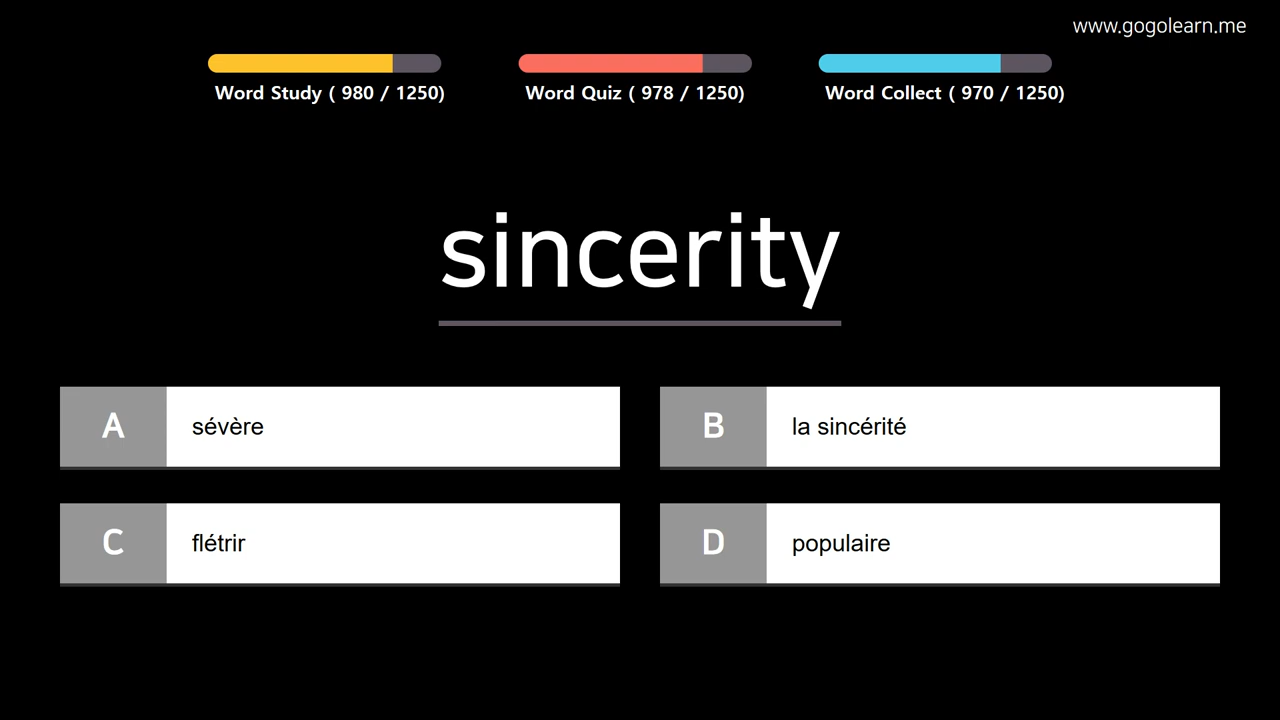 www.gogolearn.me
Word Study ( 980 / 1250)
Word Quiz ( 978 / 1250)
Word Collect ( 970 / 1250)
sincerity
A
sévère
B
la sincérité
C
flétrir
D
populaire